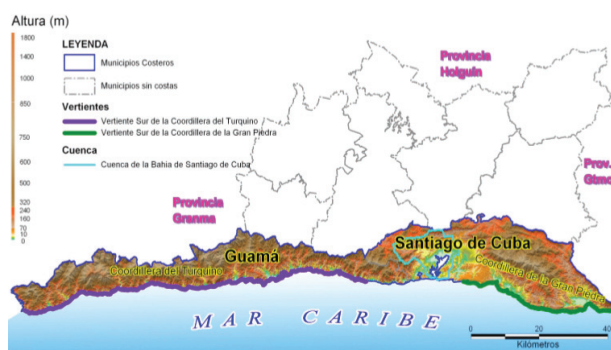 Altura (m)
1800
1400
1000
850
750
600
500
320
240
160
70
10
0
LEYENDA
Municipios Costeros
Municipios sin costas
Vertientes
Vertiente Sur de la Coordillera del Turquino
Vertiente Sur de la Coordillera de la Gran Piedra
Cuenca
Cuenca de la Bahia de Santiago de Cuba
Provincia
Holguin
Prov.
Gtmo
Provincia
Granma
Guamá
Santiago de Cuba
Coordillera del Turquino
Coordillera de la Gran Piedra
MAR CARIBE
0 20 40
Kilómetros